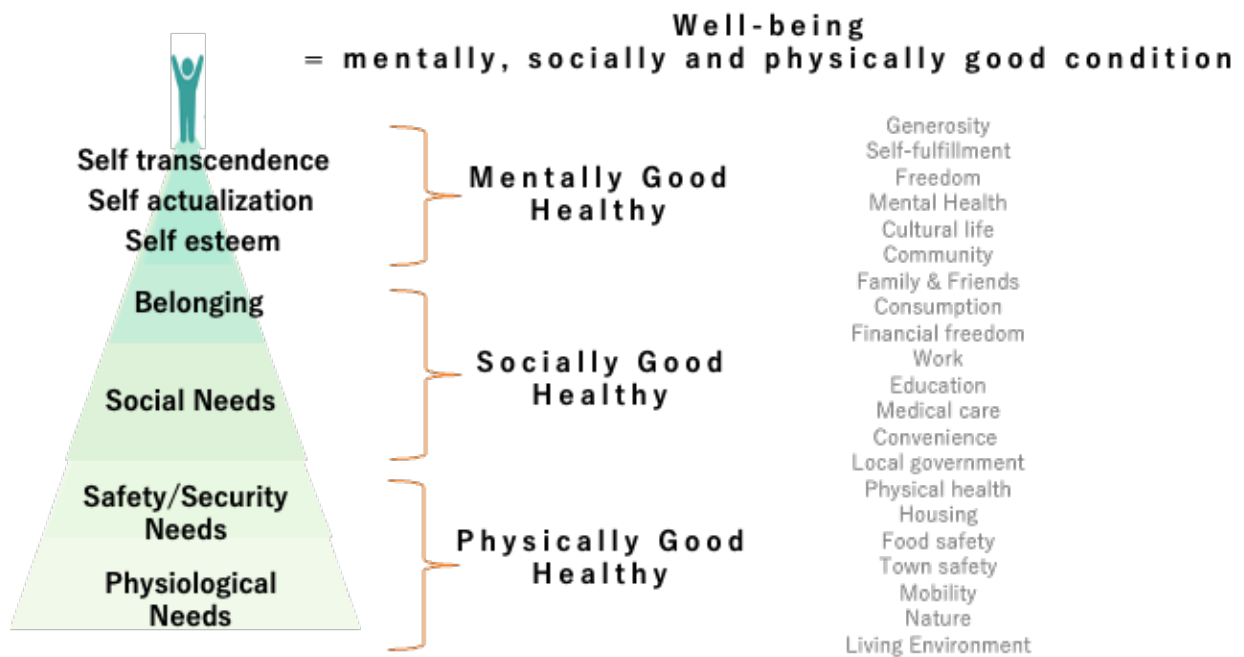 Well-being
= mentally, socially and physically good condition
Self transcendence
Self actualization
Self esteem
Belonging
Social Needs
Safety/Security
Needs
Physiological
Needs
Mentally Good
Healthy
Socially Good
Healthy
Physically Good
Healthy
Generosity
Self-fulfillment
Freedom
Mental Health
Cultural life
Community
Family & Friends
Consumption
Financial freedom
Work
Education
Medical care
Convenience
Local government
Physical health
Housing
Food safety
Town safety
Mobility
Nature
Living Environment